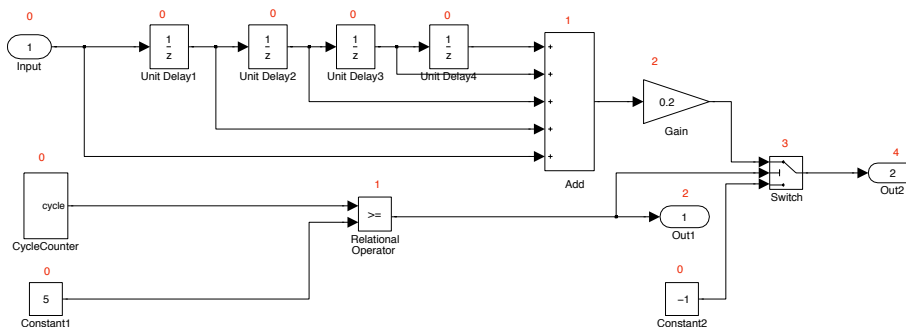 0 0 0 0 0 1
1 1/z 1/z 1/z 1/z +
Input Unit Delay1 Unit Delay2 Unit Delay3 Unit Delay4 +
+
+
+
Add
2
0.2
Gain
3
Switch
4
2
Out2
0
cycle
CycleCounter
1
>=
Relational
Operator
2
1
Out1
0
5
Constant1
0
−1
Constant2